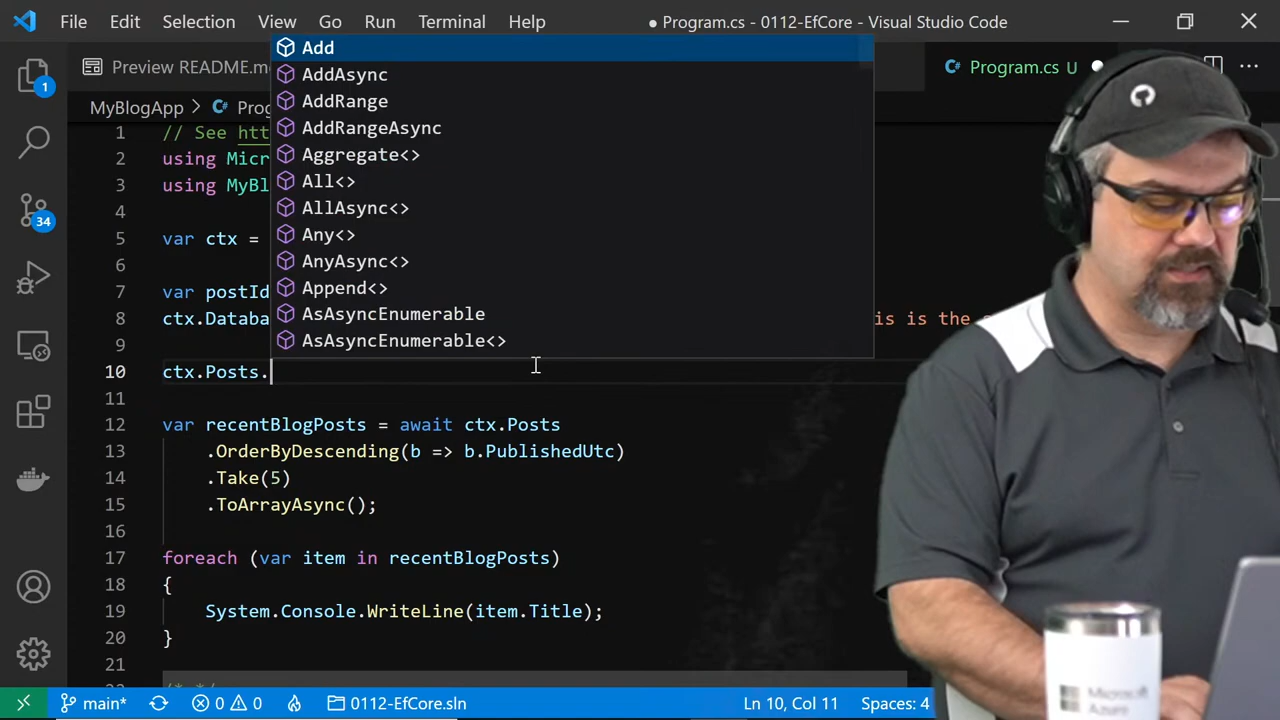 File Edit Selection View Go Run Terminal Help ● Program.cs - 0112-EfCore - Visual Studio Code
Preview README.m
Program.cs U
MyBlogApp > Prog
1 // See htt
2 using Micr
3 using MyBl
4
5 var ctx =
6
7 var postId
8 ctx.Databa is is the
9
10 ctx.Posts.
11
12 var recentBlogPosts = await ctx.Posts
13 .OrderByDescending(b => b.PublishedUtc)
14 .Take(5)
15 .ToArrayAsync();
16
17 foreach (var item in recentBlogPosts)
18 {
19 System.Console.WriteLine(item.Title);
20 }
21
Add
AddAsync
AddRange
AddRangeAsync
Aggregate<>
All<>
AllAsync<>
Any<>
AnyAsync<>
Append<>
AsAsyncEnumerable
AsAsyncEnumerable<>
1
34
main* 0 0 0112-EfCore.sln Ln 10, Col 11 Spaces: 4
Microsoft
Azure